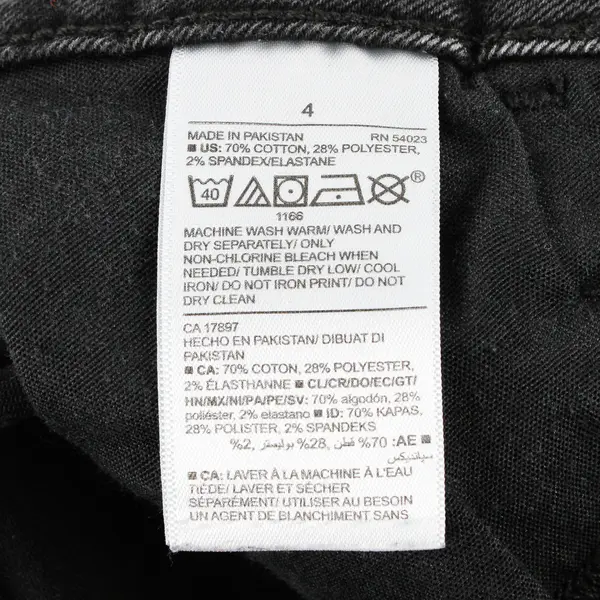 4
MADE IN PAKISTAN RN 54023
US: 70% COTTON, 28% POLYESTER,
2% SPANDEX/ELASTANE
40 ®
1166
MACHINE WASH WARM/ WASH AND
DRY SEPARATELY/ ONLY
NON-CHLORINE BLEACH WHEN
NEEDED/ TUMBLE DRY LOW/ COOL
IRON/ DO NOT IRON PRINT/ DO NOT
DRY CLEAN
CA 17897
HECHO EN PAKISTAN/ DIBUAT DI
PAKISTAN
CA: 70% COTON, 28% POLYESTER,
2% ÉLASTHANNE CL/CR/DO/EC/GT/
HN/MX/NI/PA/PE/SV: 70% algodón, 28%
poliéster, 2% elastano ID: 70% KAPAS,
28% POLISTER, 2% SPANDEKS
AE: 70% قطن, 28% بوليستر, 2%
سباندیکس
CA: LAVER À LA MACHINE À L'EAU
TIÈDE/ LAVER ET SÉCHER
SÉPARÉMENT/ UTILISER AU BESOIN
UN AGENT DE BLANCHIMENT SANS